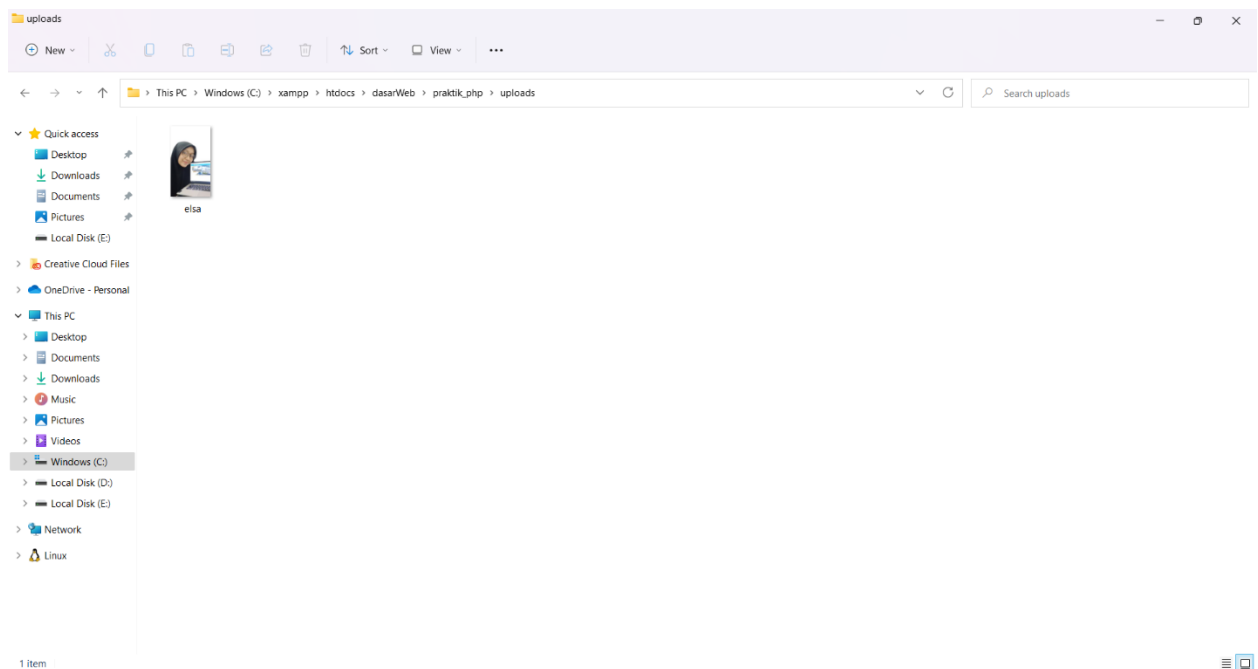 uploads
New
Sort
View
This PC > Windows (C:) > xampp > htdocs > dasarWeb > praktik_php > uploads
Search uploads
Quick access
Desktop
Downloads
Documents
Pictures
Local Disk (E:)
Creative Cloud Files
OneDrive - Personal
This PC
Desktop
Documents
Downloads
Music
Pictures
Videos
Windows (C:)
Local Disk (D:)
Local Disk (E:)
Network
Linux
elsa
1 item